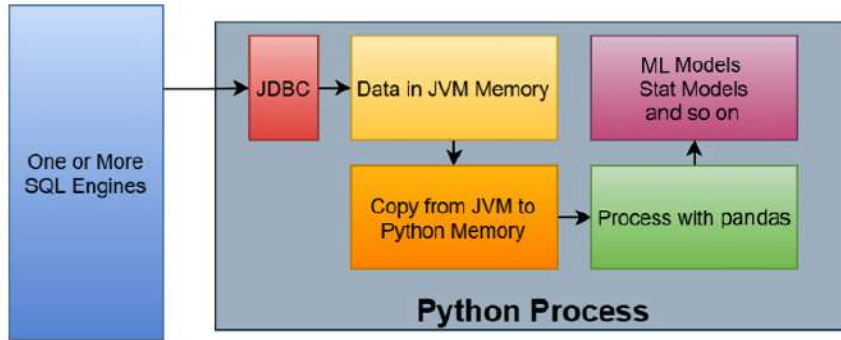 One or More
SQL Engines
JDBC
Data in JVM Memory
Copy from JVM to
Python Memory
Process with pandas
ML Models
Stat Models
and so on
Python Process